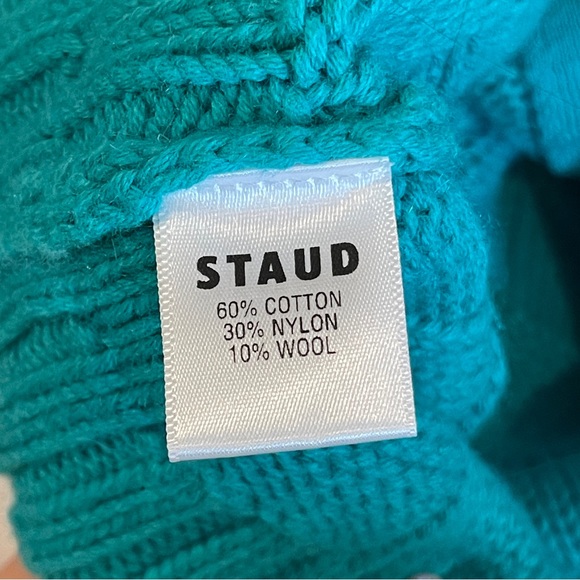 STAUD
60% COTTON
30% NYLON
10% WOOL